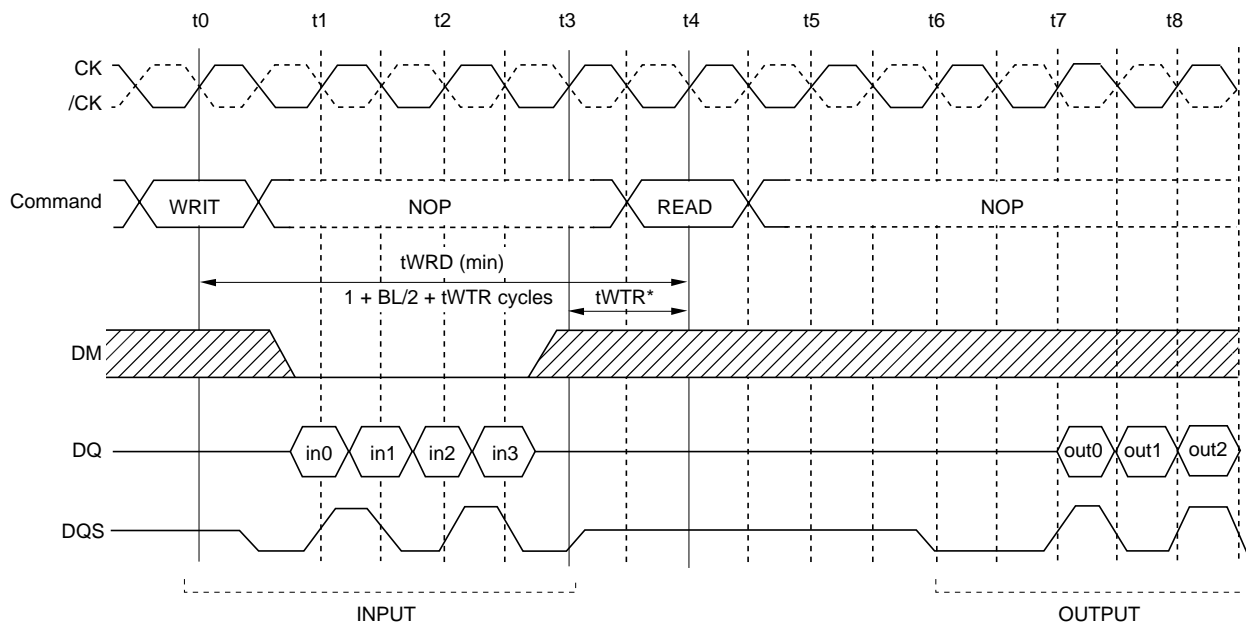 t0 t1 t2 t3 t4 t5 t6 t7 t8
CK
/CK
Command WRIT NOP READ NOP
tWRD (min)
1 + BL/2 + tWTR cycles tWTR*
DM
DQ in0 in1 in2 in3 out0 out1 out2
DQS
INPUT OUTPUT